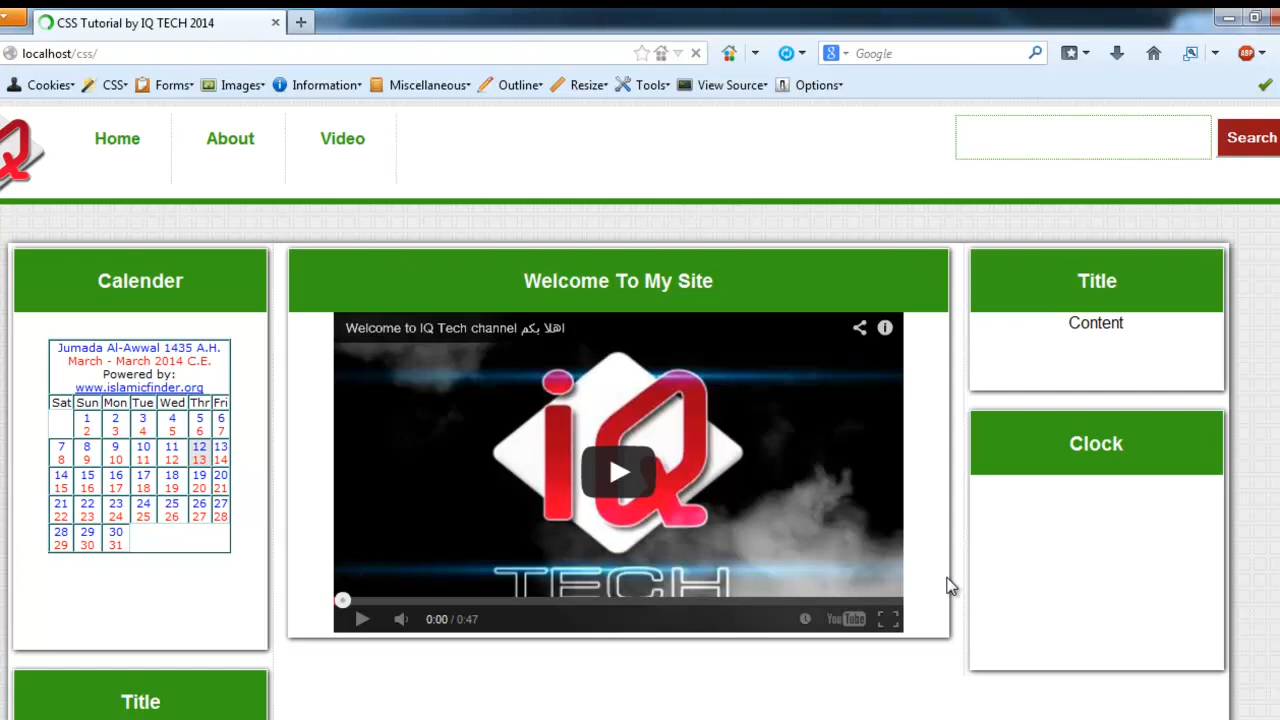 CSS Tutorial by IQ TECH 2014
localhost/css/
Google
Cookies CSS Forms Images Information Miscellaneous Outline Resize Tools View Source Options
Home About Video
Search
Calender
Jumada Al-Awwal 1435 A.H.
March - March 2014 C.E.
Powered by:
www.islamicfinder.org
Sat Sun Mon Tue Wed Thr Fri
1 2 3 4 5 6
2 3 4 5 6 7
7 8 9 10 11 12 13
8 9 10 11 12 13 14
14 15 16 17 18 19 20
15 16 17 18 19 20 21
21 22 23 24 25 26 27
22 23 24 25 26 27 28
28 29 30
29 30 31
Title
Welcome To My Site
Welcome to IQ Tech channel اهلا بكم
iQ
TECH
0:00 / 0:47
YouTube
Title
Content
Clock